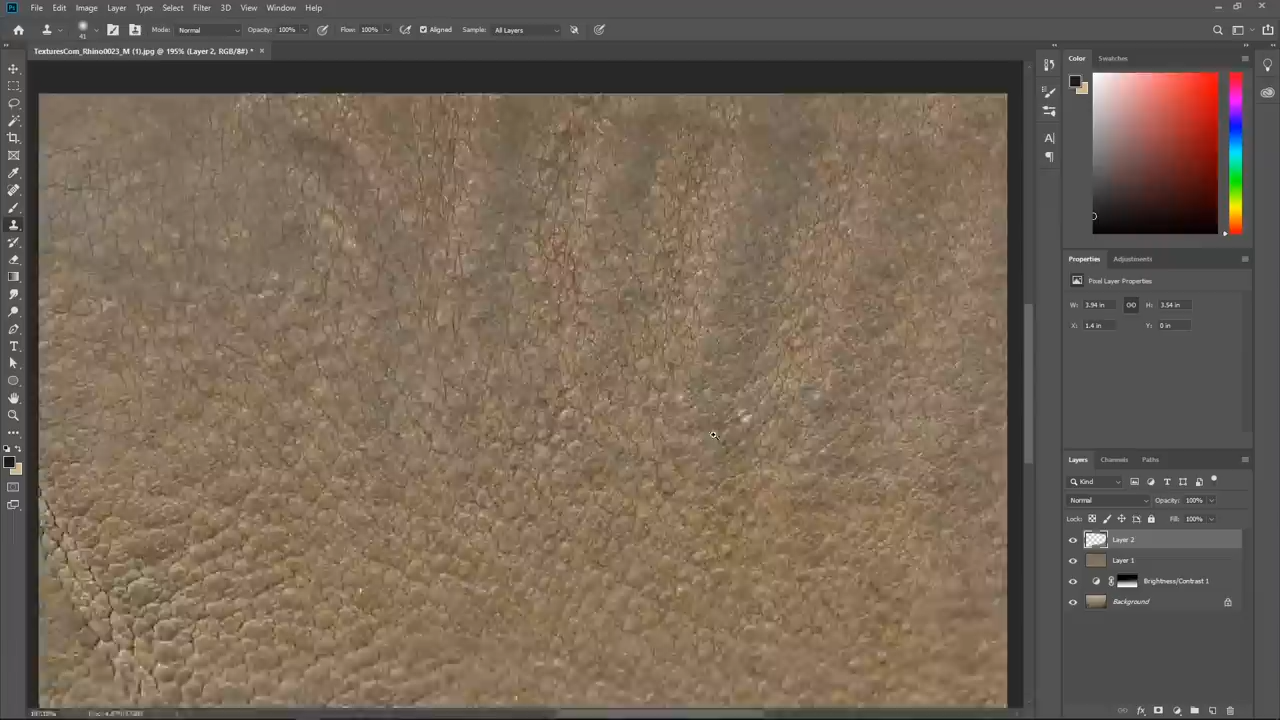 Ps File Edit Image Layer Type Select Filter 3D View Window Help
41 Mode: Normal Opacity: 100% Flow: 100% Aligned Sample: All Layers
TexturesCom_Rhino0023_M (1).jpg @ 195% (Layer 2, RGB/8#) * ×
Color Swatches
Properties Adjustments
Pixel Layer Properties
W: 3.94 in H: 3.54 in
X: 1.4 in Y: 0 in
Layers Channels Paths
Kind
Normal Opacity: 100%
Lock: Fill: 100%
Layer 2
Layer 1
Brightness/Contrast 1
Background